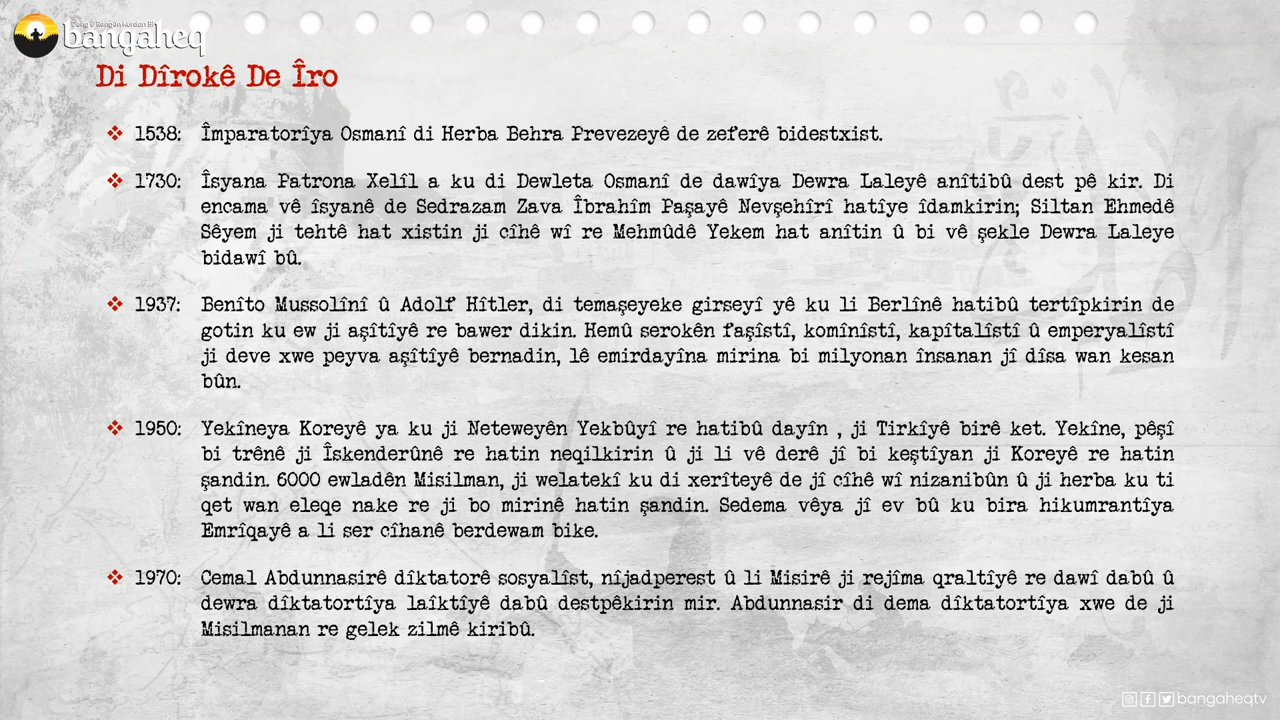 Deng û Rengên Kurdan Bi
bangaheq
Di Dîrokê De Îro
1538: Împaratorîya Osmanî di Herba Behra Prevezeyê de zeferê bidestxist.
1730: Îsyana Patrona Xelîl a ku di Dewleta Osmanî de dawîya Dewra Laleyê anîtibû dest pê kir. Di
encama vê îsyanê de Sedrazam Zava Îbrahîm Paşayê Nevşehîrî hatîye îdamkirin; Siltan Ehmedê
Sêyem ji tehtê hat xistin ji cîhê wî re Mehmûdê Yekem hat anîtin û bi vê şekle Dewra Laleye
bidawî bû.
1937: Benîto Mussolînî û Adolf Hîtler, di temaşeyeke girseyî yê ku li Berlînê hatibû tertîpkirin de
gotin ku ew ji aşîtîyê re bawer dikin. Hemû serokên faşîstî, komînîstî, kapîtalîstî û emperyalîstî
ji deve xwe peyva aşîtîyê bernadin, lê emirdayîna mirina bi milyonan însanan jî dîsa wan kesan
bûn.
1950: Yekîneya Koreyê ya ku ji Neteweyên Yekbûyî re hatibû dayîn , ji Tirkîyê birê ket. Yekîne, pêşî
bi trênê ji Îskenderûnê re hatin neqilkirin û ji li vê derê jî bi keştîyan ji Koreyê re hatin
şandin. 6000 ewladên Misilman, ji welatekî ku di xerîteyê de jî cîhê wî nizanibûn û ji herba ku ti
qet wan eleqe nake re ji bo mirinê hatin şandin. Sedema vêya jî ev bû ku bira hikumrantîya
Emrîqayê a li ser cîhanê berdewam bike.
1970: Cemal Abdunnasirê dîktatorê sosyalîst, nîjadperest û li Misirê ji rejîma qraltîyê re dawî dabû û
dewra dîktatortîya laîktîyê dabû destpêkirin mir. Abdunnasir di dema dîktatortîya xwe de ji
Misilmanan re gelek zilmê kiribû.
bangaheqtv